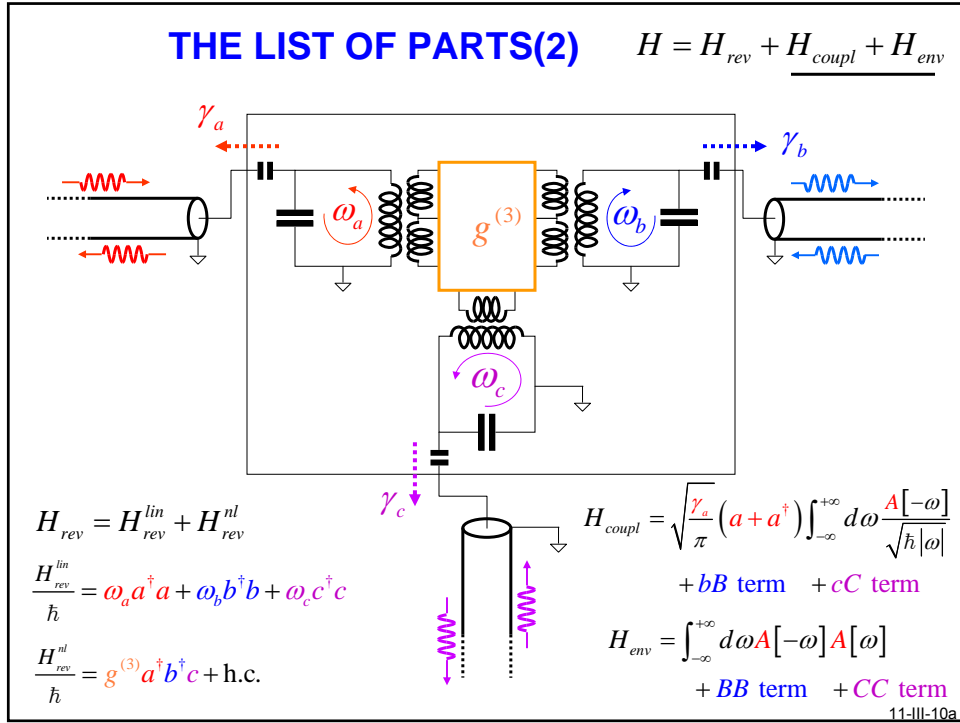 THE LIST OF PARTS(2)
H = H_rev + H_coupl + H_env
γ_a
γ_b
ω_a
g^(3)
ω_b
ω_c
γ_c
H_rev = H_rev^lin + H_rev^nl
H_rev^lin / ħ = ω_a a†a + ω_b b†b + ω_c c†c
H_rev^nl / ħ = g^(3) a†b†c + h.c.
H_coupl = √(γ_a / π) (a + a†) ∫_{-∞}^{+∞} dω A[-ω] / √(ħ|ω|)
+ bB term + cC term
H_env = ∫_{-∞}^{+∞} dω A[-ω] A[ω]
+ BB term + CC term
11-III-10a